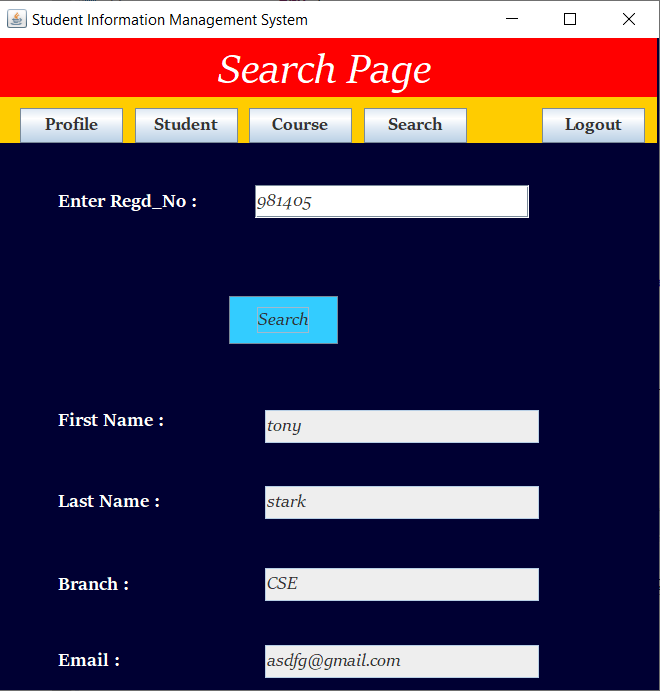 Student Information Management System
Search Page
Profile Student Course Search Logout
Enter Regd_No : 981405
Search
First Name : tony
Last Name : stark
Branch : CSE
Email : asdfg@gmail.com